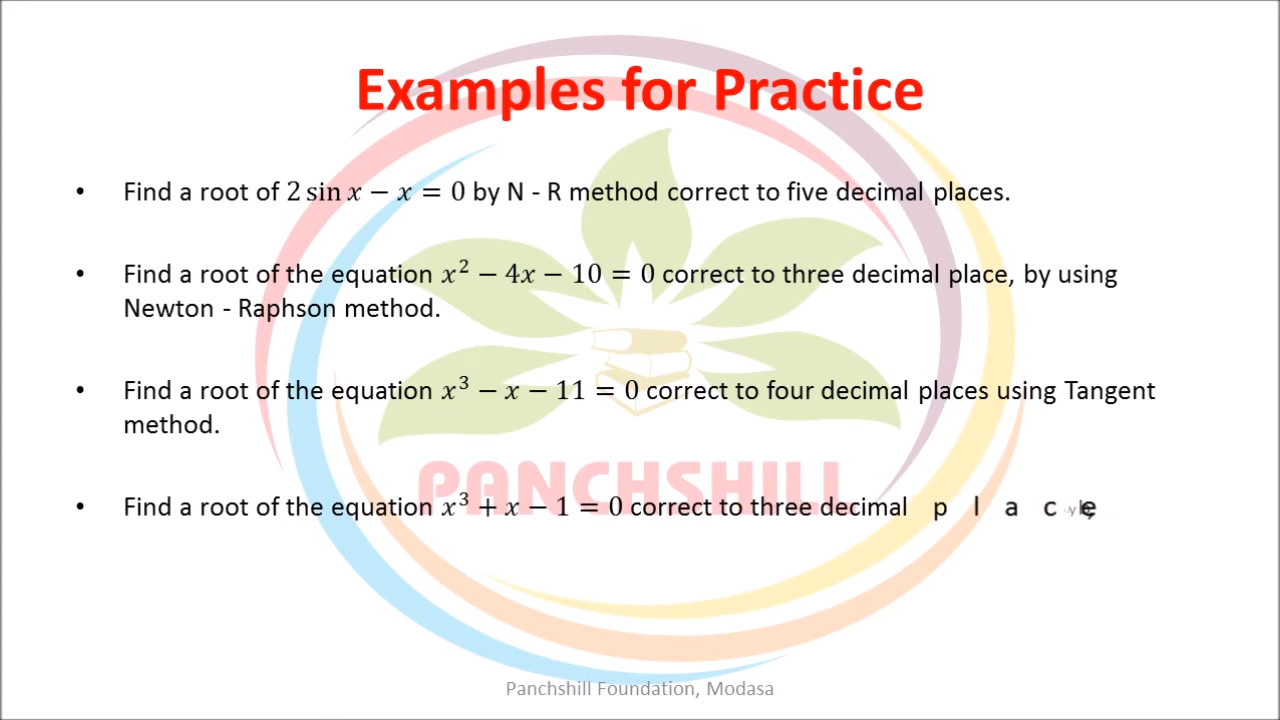 Examples for Practice
• Find a root of 2 sin x − x = 0 by N - R method correct to five decimal places.
• Find a root of the equation x² − 4x − 10 = 0 correct to three decimal place, by using
Newton - Raphson method.
• Find a root of the equation x³ − x − 11 = 0 correct to four decimal places using Tangent
method.
PANCHSHILL
• Find a root of the equation x³ + x − 1 = 0 correct to three decimal place
Panchshill Foundation, Modasa